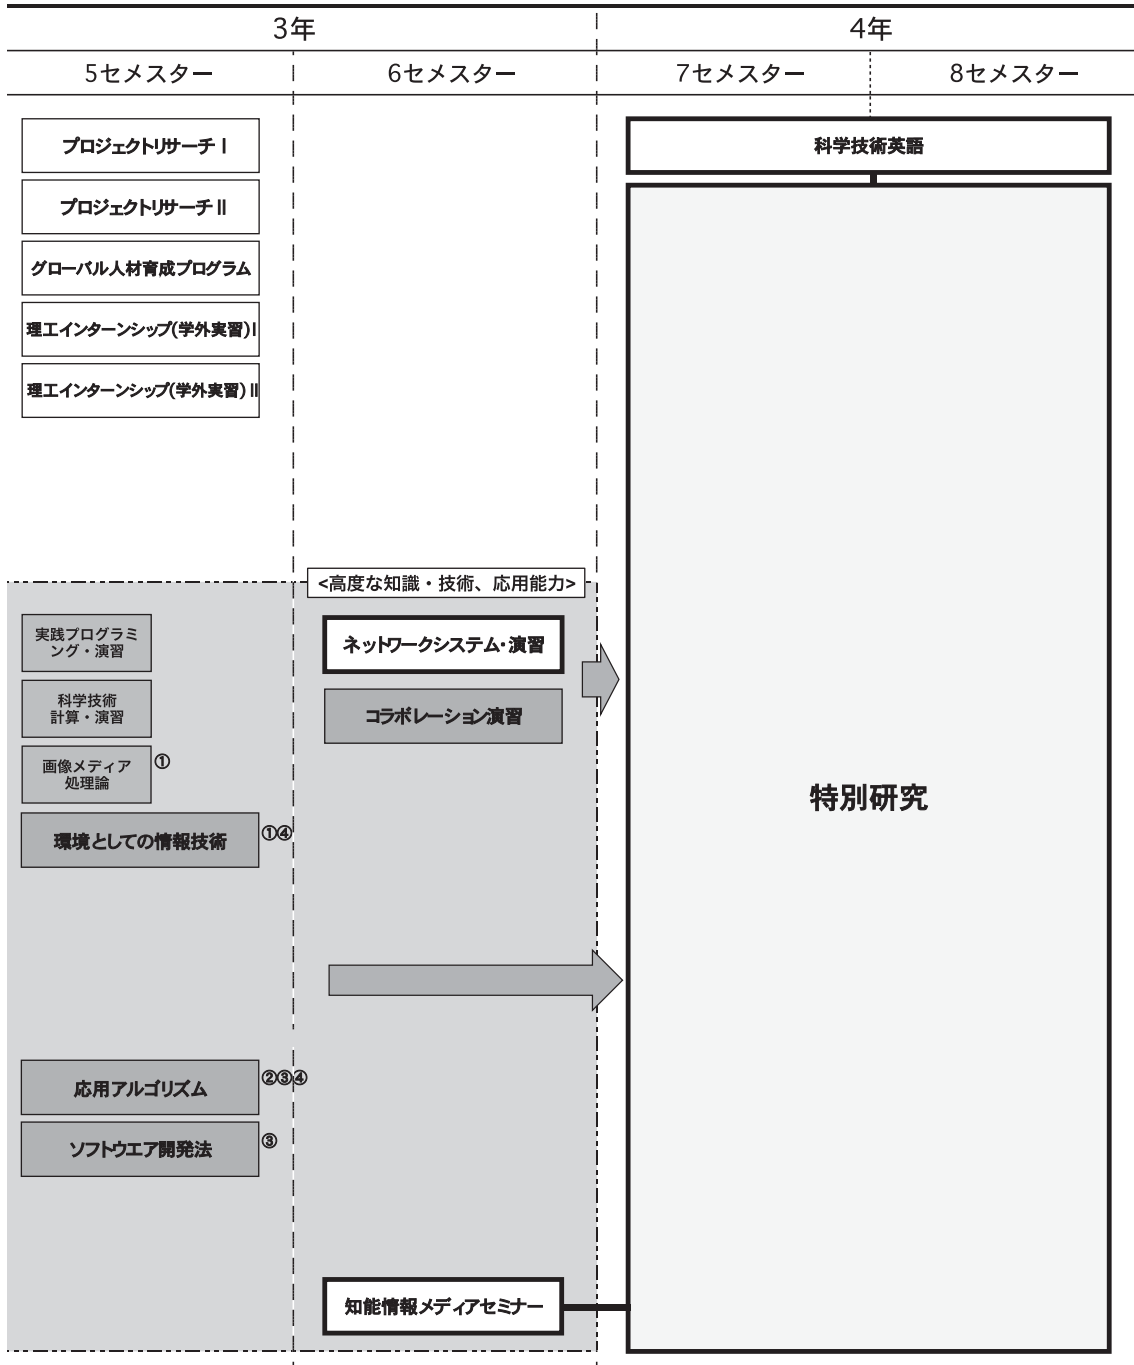 3年
4年
5セメスター
6セメスター
7セメスター
8セメスター
プロジェクトリサーチ I
プロジェクトリサーチ II
グローバル人材育成プログラム
理工インターンシップ(学外実習)I
理工インターンシップ(学外実習) II
科学技術英語
特別研究
<高度な知識・技術、応用能力>
実践プログラミ
ング・演習
科学技術
計算・演習
画像メディア
処理論
①
環境としての情報技術
①④
ネットワークシステム・演習
コラボレーション演習
応用アルゴリズム
②③④
ソフトウエア開発法
③
知能情報メディアセミナー